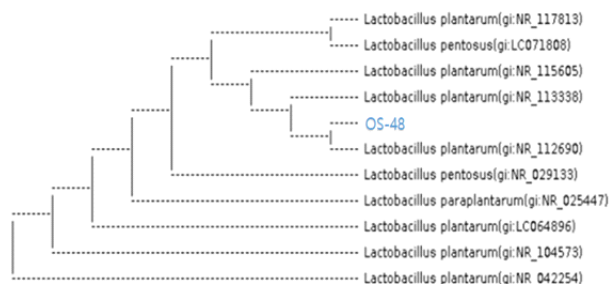 Lactobacillus plantarum(gi:NR_117813)
Lactobacillus pentosus(gi:LC071808)
Lactobacillus plantarum(gi:NR_115605)
Lactobacillus plantarum(gi:NR_113338)
OS-48
Lactobacillus plantarum(gi:NR_112690)
Lactobacillus pentosus(gi:NR_029133)
Lactobacillus paraplantarum(gi:NR_025447)
Lactobacillus plantarum(gi:LC064896)
Lactobacillus plantarum(gi:NR_104573)
Lactobacillus plantarum(gi:NR_042254)